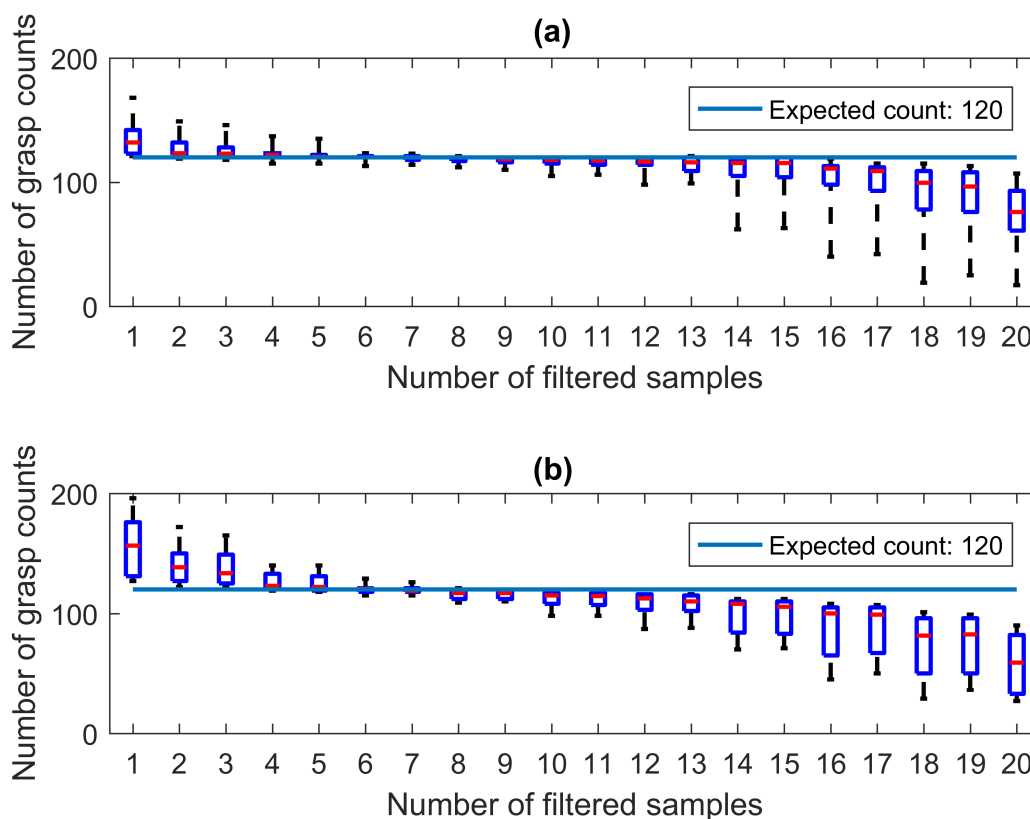 (a)
Number of grasp counts
200
100
0
Expected count: 120
1 2 3 4 5 6 7 8 9 10 11 12 13 14 15 16 17 18 19 20
Number of filtered samples
(b)
Number of grasp counts
200
100
0
Expected count: 120
1 2 3 4 5 6 7 8 9 10 11 12 13 14 15 16 17 18 19 20
Number of filtered samples